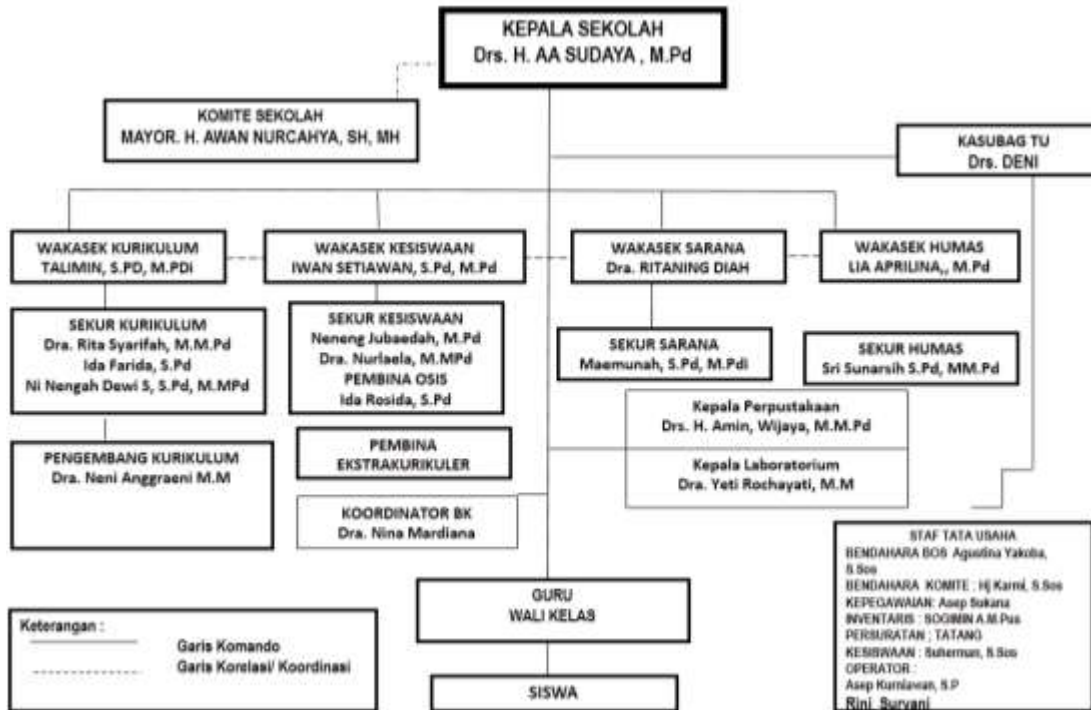 KEPALA SEKOLAH
Drs. H. AA SUDAYA , M.Pd
KOMITE SEKOLAH
MAYOR. H. AWAN NURCAHYA, SH, MH
KASUBAG TU
Drs. DENI
WAKASEK KURIKULUM
TALIMIN, S.PD, M.PDi
WAKASEK KESISWAAN
IWAN SETIAWAN, S.Pd, M.Pd
WAKASEK SARANA
Dra. RITANING DIAH
WAKASEK HUMAS
LIA APRILINA,, M.Pd
SEKUR KURIKULUM
Dra. Rita Syarifah, M.M.Pd
Ida Farida, S.Pd
Ni Nengah Dewi S, S.Pd, M.MPd
SEKUR KESISWAAN
Neneng Jubaedah, M.Pd
Dra. Nurlaela, M.MPd
PEMBINA OSIS
Ida Rosida, S.Pd
SEKUR SARANA
Maemunah, S.Pd, M.Pdi
SEKUR HUMAS
Sri Sunarsih S.Pd, MM.Pd
Kepala Perpustakaan
Drs. H. Amin, Wijaya, M.M.Pd
Kepala Laboratorium
Dra. Yeti Rochayati, M.M
PENGEMBANG KURIKULUM
Dra. Neni Anggraeni M.M
PEMBINA
EKSTRAKURIKULER
KOORDINATOR BK
Dra. Nina Mardiana
STAF TATA USAHA
BENDAHARA BOS Agustina Yakoba,
S.Sos
BENDAHARA KOMITE : Hj Karmi, S.Sos
KEPEGAWAIAN: Asep Sukana
INVENTARIS : SOGIMIN A.M.Pus
PERSURATAN ; TATANG
KESISWAAN : Suherman, S.Sos
OPERATOR :
Asep Kurniawan, S.P
Rini Suryani
GURU
WALI KELAS
SISWA
Keterangan :
Garis Komando
Garis Korelasi/ Koordinasi